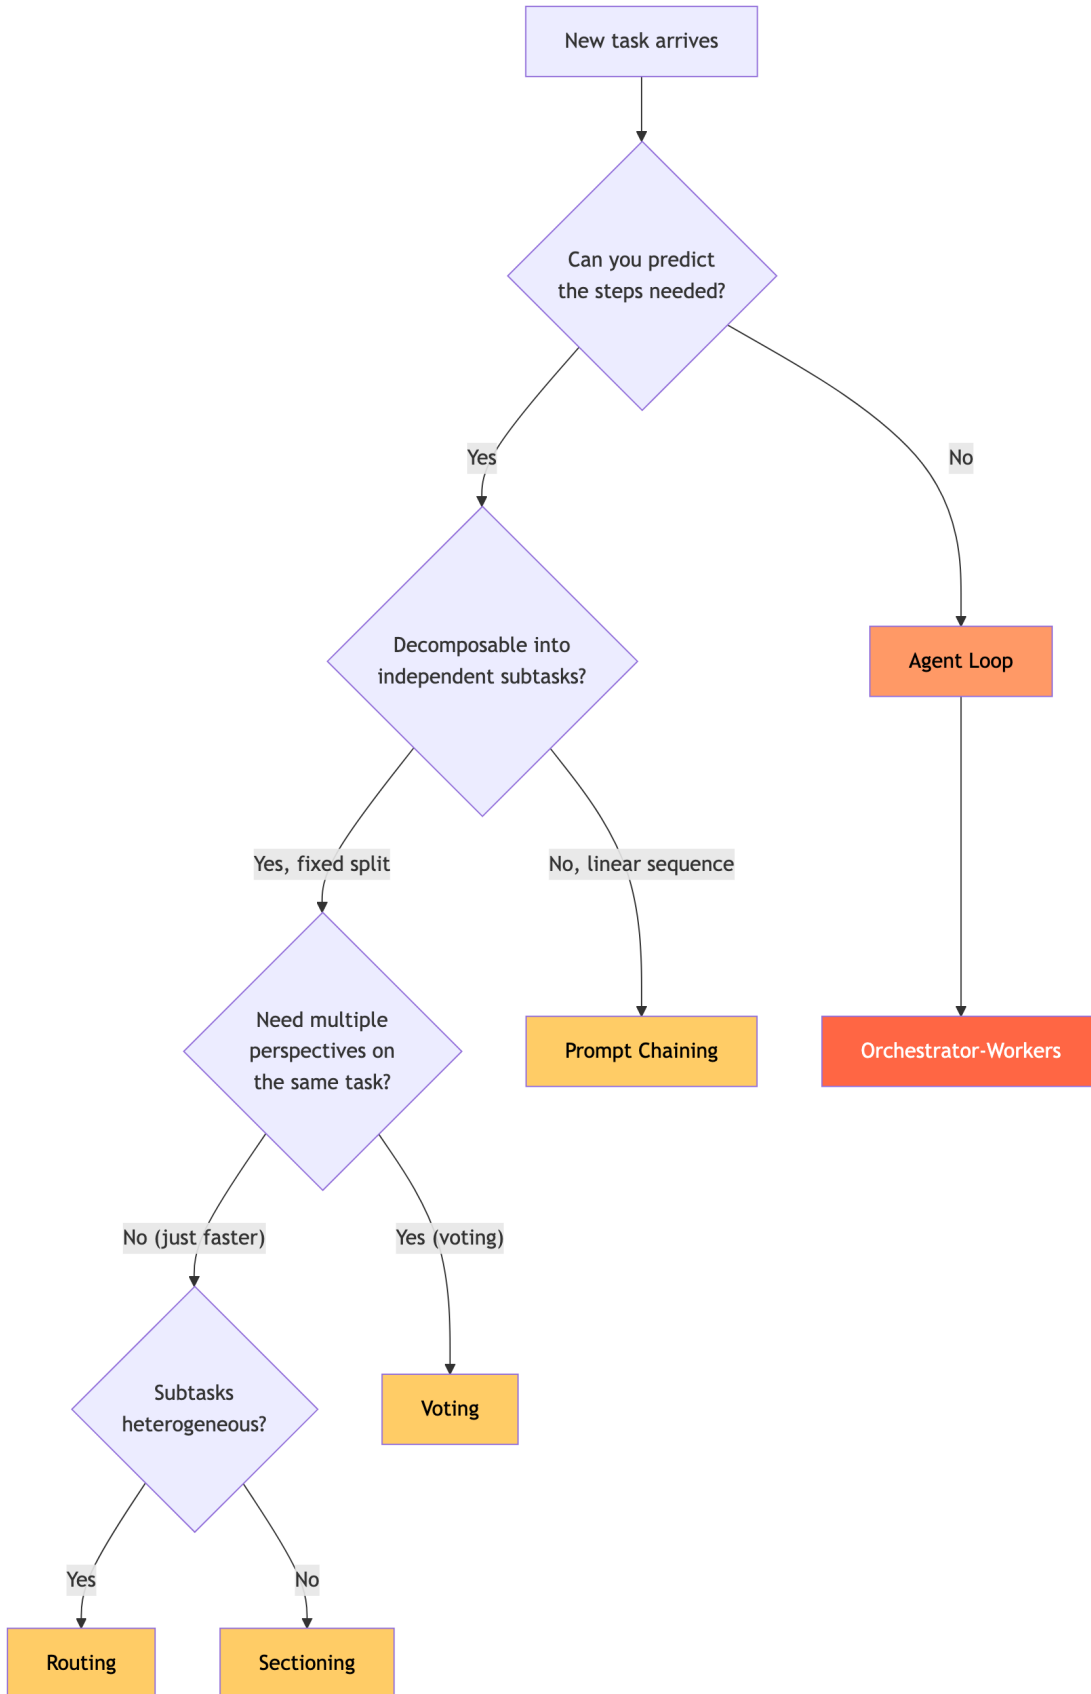 New task arrives
Can you predict
the steps needed?
Yes
No
Decomposable into
independent subtasks?
Agent Loop
Yes, fixed split
No, linear sequence
Need multiple
perspectives on
the same task?
Prompt Chaining
Orchestrator-Workers
No (just faster)
Yes (voting)
Subtasks
heterogeneous?
Voting
Yes
No
Routing
Sectioning